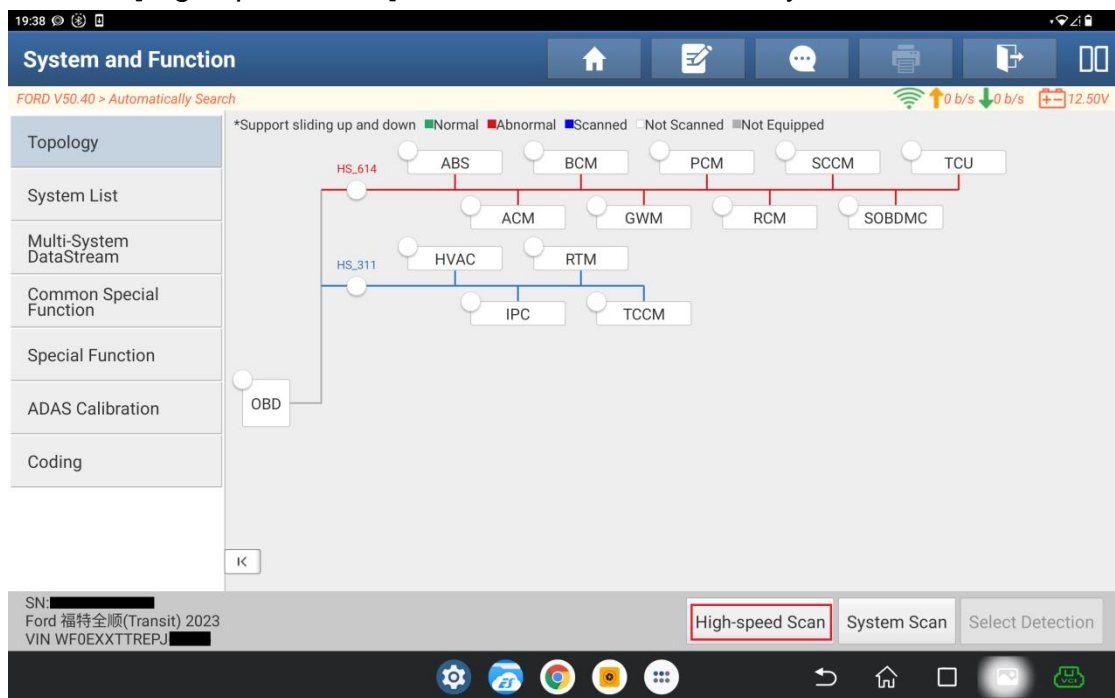 19:38
System and Function
FORD V50.40 > Automatically Search
0 b/s 0 b/s 12.50V
Topology
System List
Multi-System
DataStream
Common Special
Function
Special Function
ADAS Calibration
Coding
*Support sliding up and down Normal Abnormal Scanned Not Scanned Not Equipped
HS_614
ABS BCM PCM SCCM TCU
ACM GWM RCM SOBDMC
HS_311
HVAC RTM
IPC TCCM
OBD
SN:
Ford 福特全顺(Transit) 2023
VIN WF0EXXTTREPJ
High-speed Scan System Scan Select Detection
ES
VCI